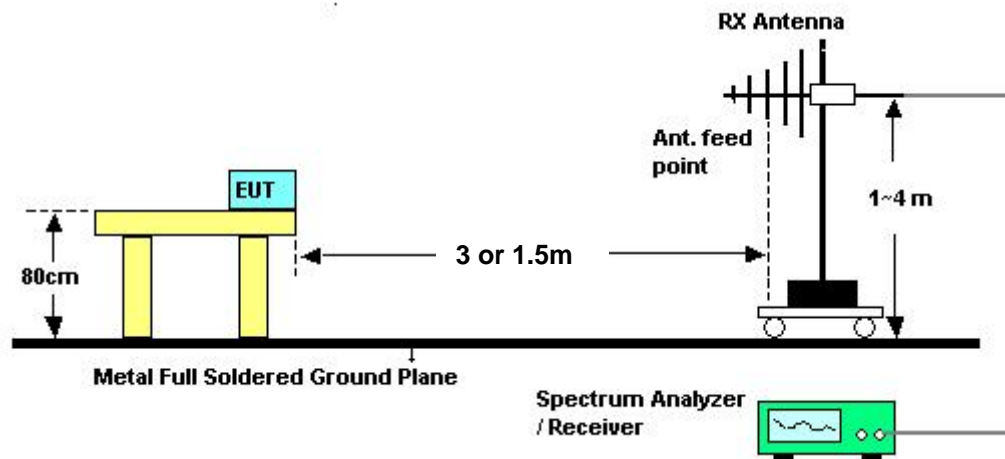 RX Antenna
Ant. feed
point
EUT
1~4 m
3 or 1.5m
80cm
Metal Full Soldered Ground Plane
Spectrum Analyzer
/ Receiver